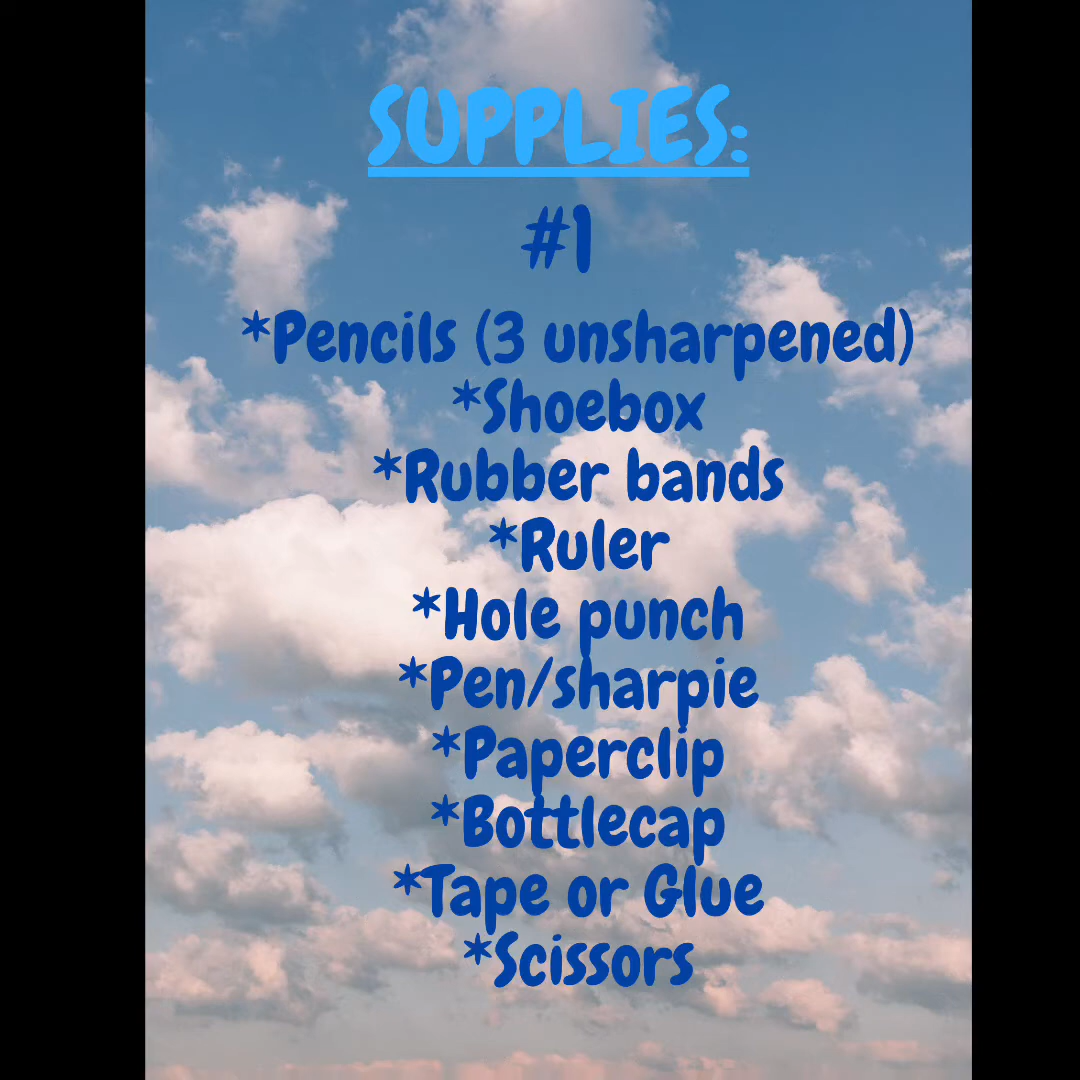 SUPPLIES:
#1
*Pencils (3 unsharpened)
*Shoebox
*Rubber bands
*Ruler
*Hole punch
*Pen/sharpie
*Paperclip
*Bottlecap
*Tape or Glue
*Scissors